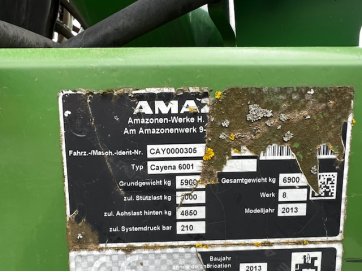 AMAZ
Amazonen-Werke H.
Am Amazonenwerk 9-
Fahrz.-/Masch.-Ident-Nr. CAY0000305
Typ Cayena 6001
Grundgewicht kg 5900 Gesamtgewicht kg 6900
zul. Stützlast kg 2000 Werk 8
zul. Achslast hinten kg 4850 Modelljahr 2013
zul. Systemdruck bar 210
Baujahr
2013